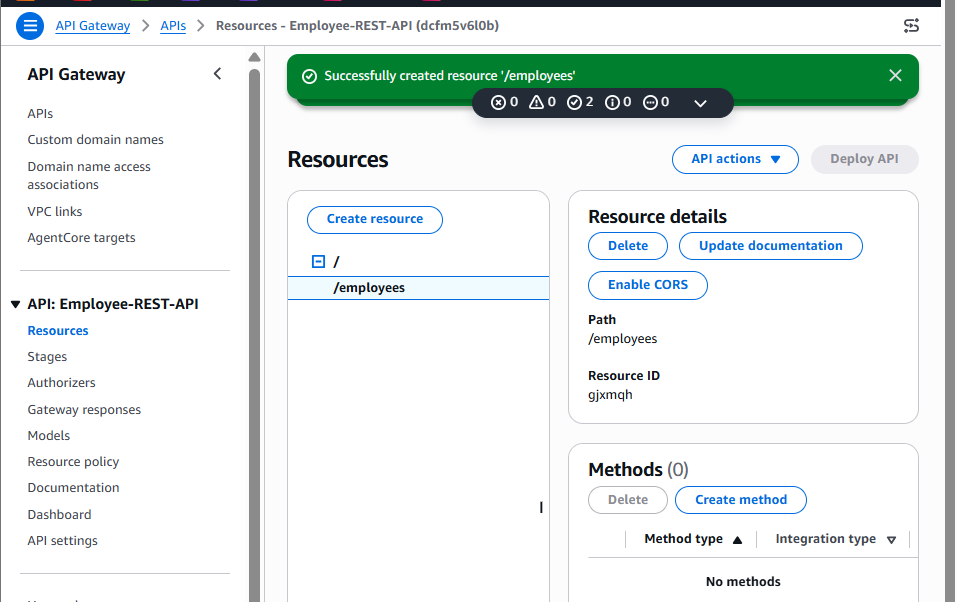 API Gateway > APIs > Resources - Employee-REST-API (dcfm5v6l0b)
API Gateway
APIs
Custom domain names
Domain name access
associations
VPC links
AgentCore targets
API: Employee-REST-API
Resources
Stages
Authorizers
Gateway responses
Models
Resource policy
Documentation
Dashboard
API settings
Successfully created resource '/employees'
0 0 2 0 0
Resources
API actions
Deploy API
Create resource
/
/employees
Resource details
Delete
Update documentation
Enable CORS
Path
/employees
Resource ID
gjxmqh
Methods (0)
Delete
Create method
Method type
Integration type
No methods